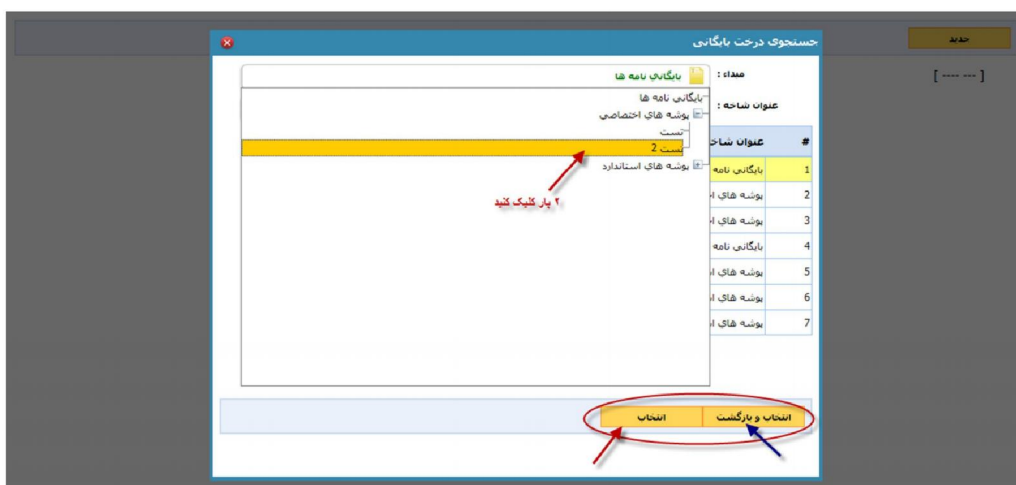 جدید
جستجوی درخت بایگانی
[ --- ---- ]
مبداء :
بایگانی نامه ها
عنوان شاخه :
بایگانی نامه ها
پوشه های اختصاصی
تست
تست 2
پوشه های استاندارد
# عنوان شاخ
1 بایگانی نامه
2 پوشه های ا
3 پوشه های ا
4 بایگانی نامه
5 پوشه های ا
6 پوشه های ا
7 پوشه های ا
۲ بار کلیک کنید
انتخاب و بازگشت
انتخاب